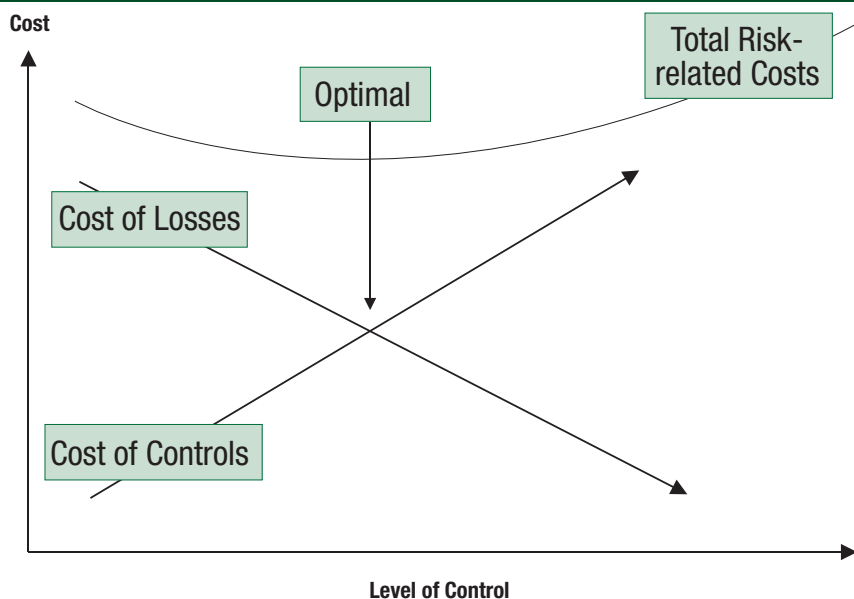 Cost
Total Risk-
related Costs
Optimal
Cost of Losses
Cost of Controls
Level of Control